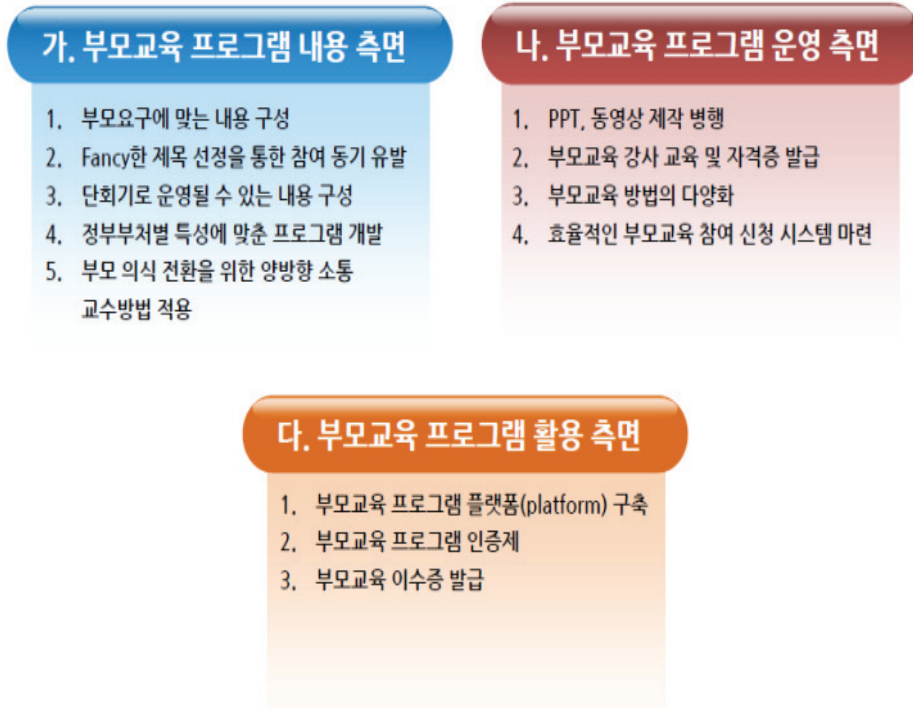 가. 부모교육 프로그램 내용 측면
1. 부모요구에 맞는 내용 구성
2. Fancy한 제목 선정을 통한 참여 동기 유발
3. 단회기로 운영될 수 있는 내용 구성
4. 정부부처별 특성에 맞춘 프로그램 개발
5. 부모 의식 전환을 위한 양방향 소통
교수방법 적용
나. 부모교육 프로그램 운영 측면
1. PPT, 동영상 제작 병행
2. 부모교육 강사 교육 및 자격증 발급
3. 부모교육 방법의 다양화
4. 효율적인 부모교육 참여 신청 시스템 마련
다. 부모교육 프로그램 활용 측면
1. 부모교육 프로그램 플랫폼(platform) 구축
2. 부모교육 프로그램 인증제
3. 부모교육 이수증 발급